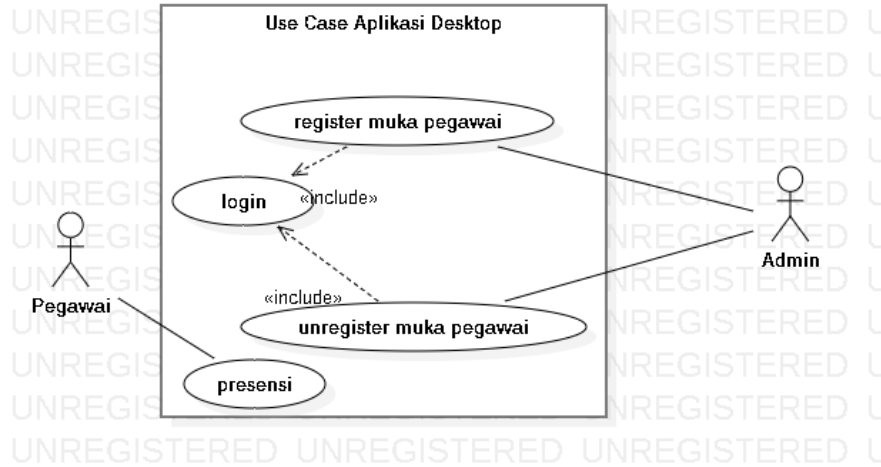 Use Case Aplikasi Desktop
register muka pegawai
login
«include»
Admin
Pegawai
«include»
unregister muka pegawai
presensi
UNREGISTERED UNREGISTERED UNREGISTERED